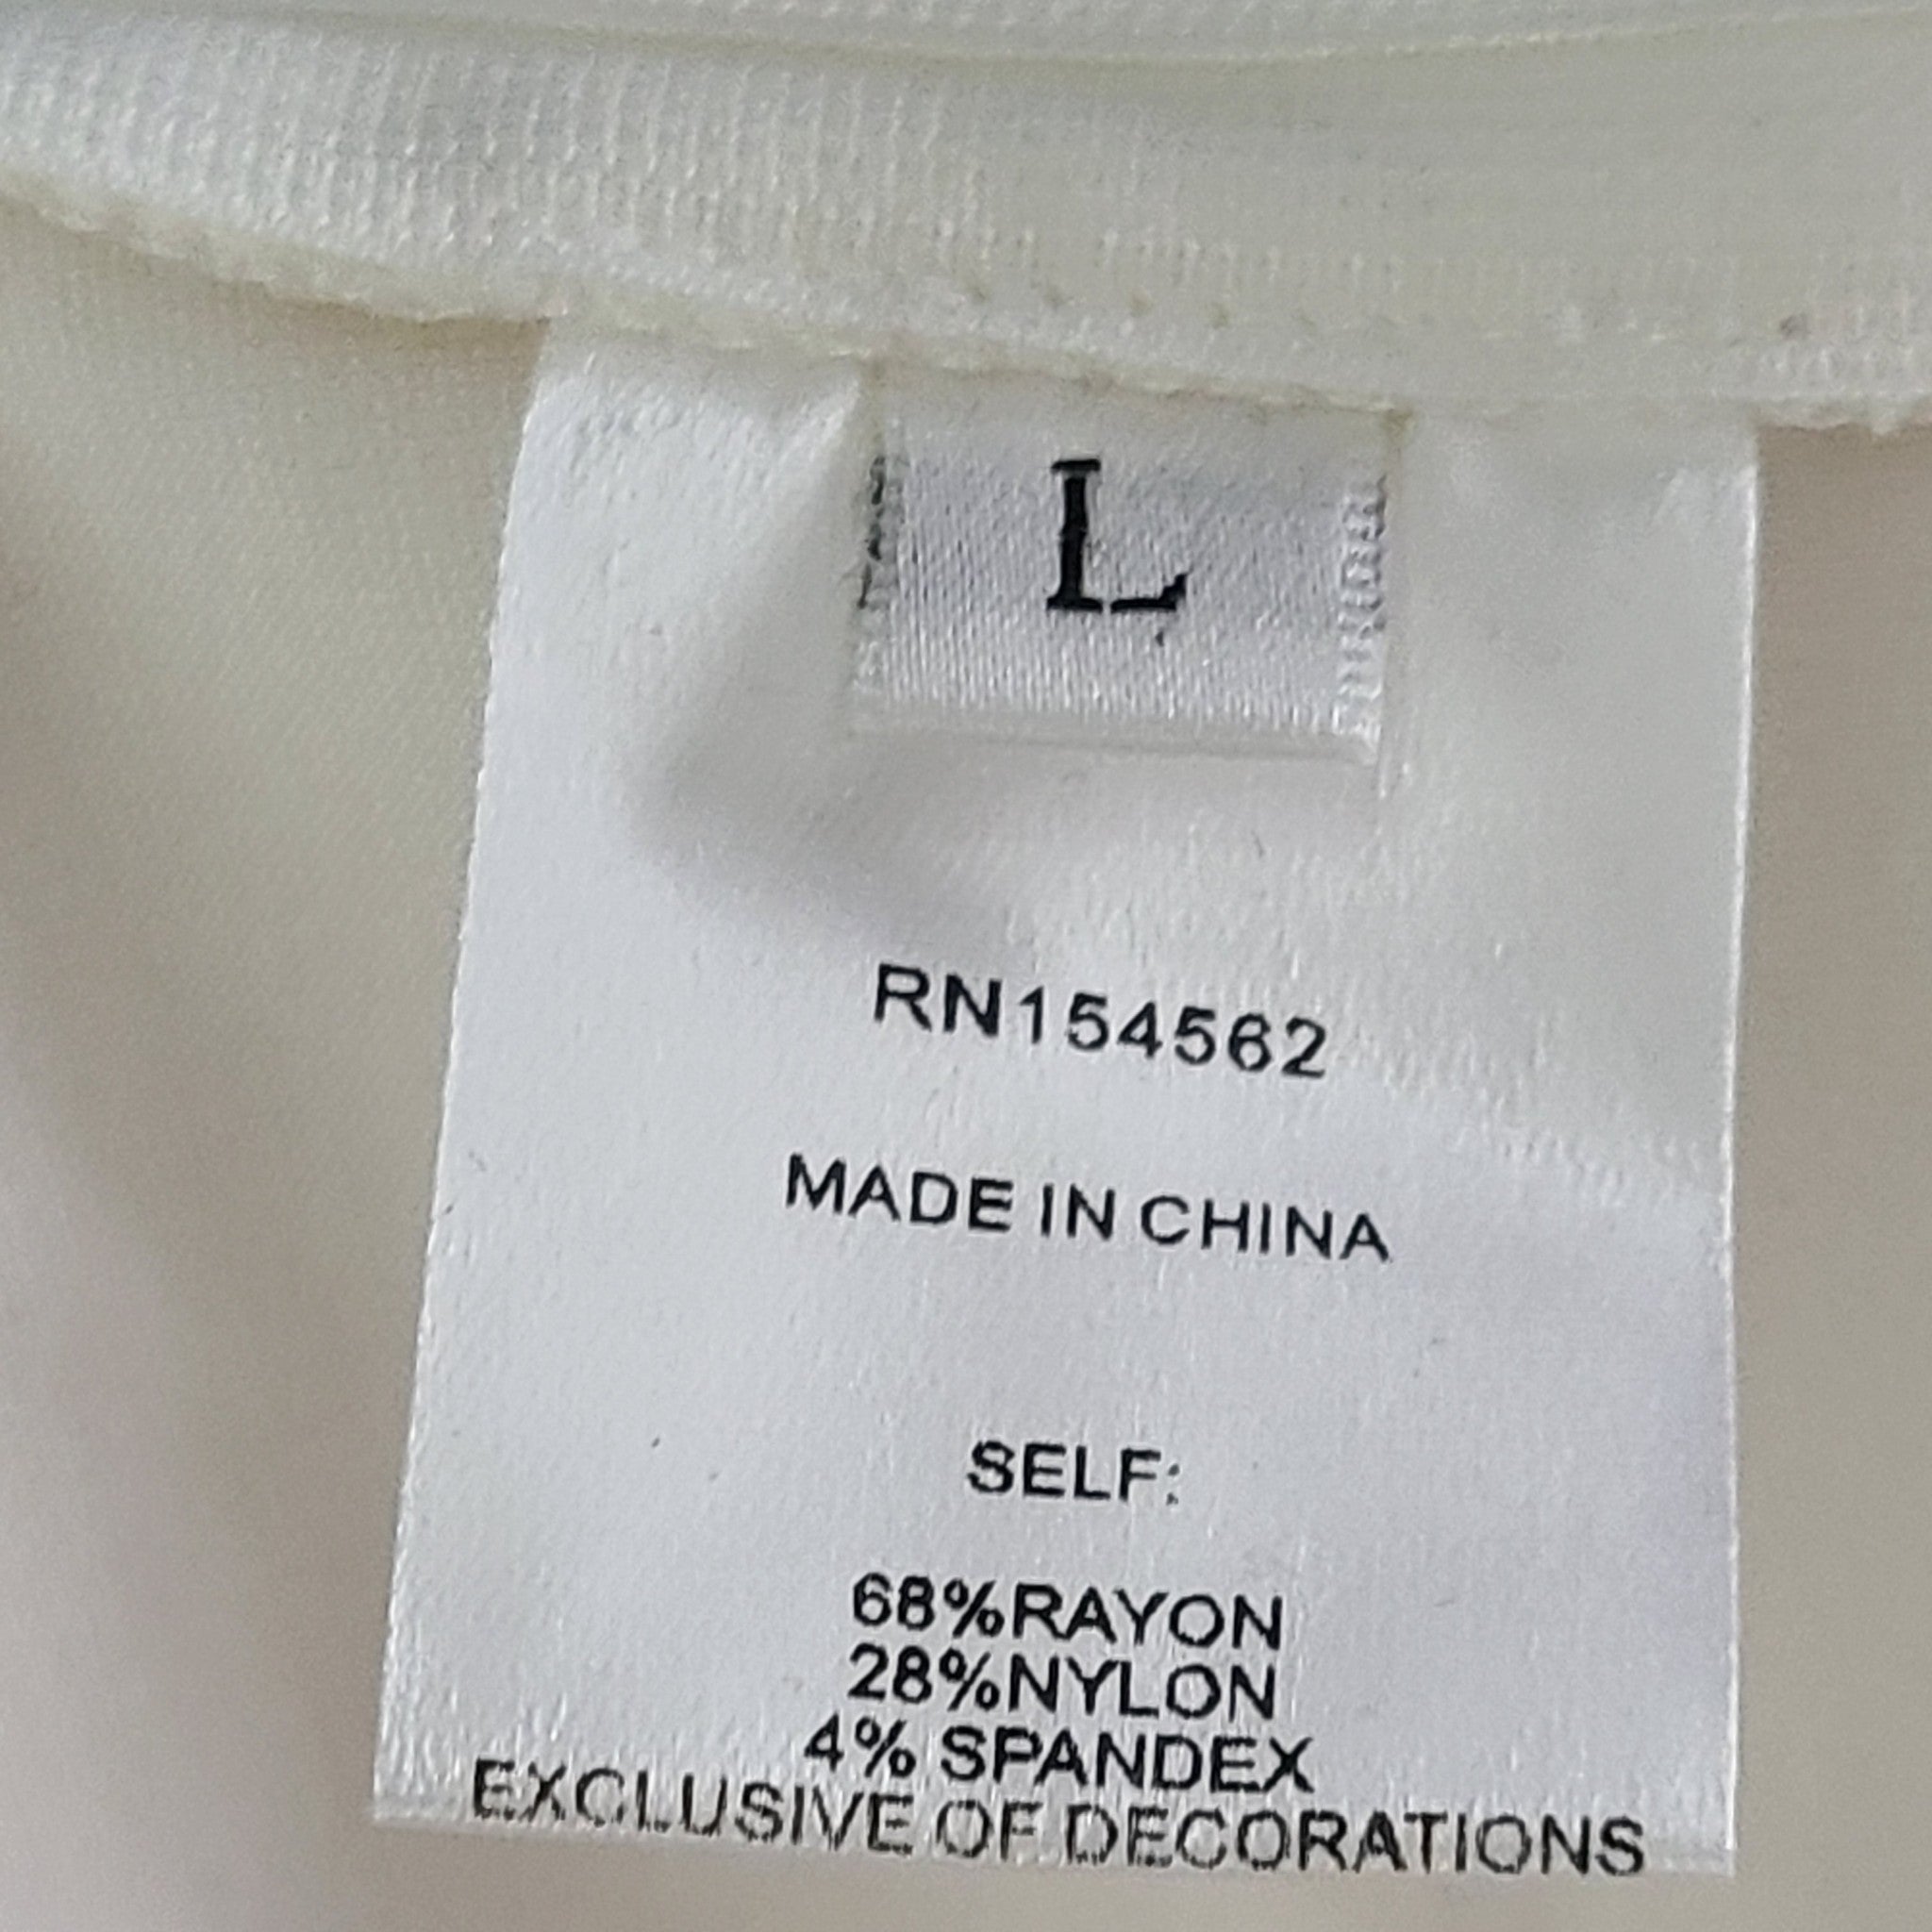 L
RN154562
MADE IN CHINA
SELF:
68%RAYON
28%NYLON
4% SPANDEX
EXCLUSIVE OF DECORATIONS